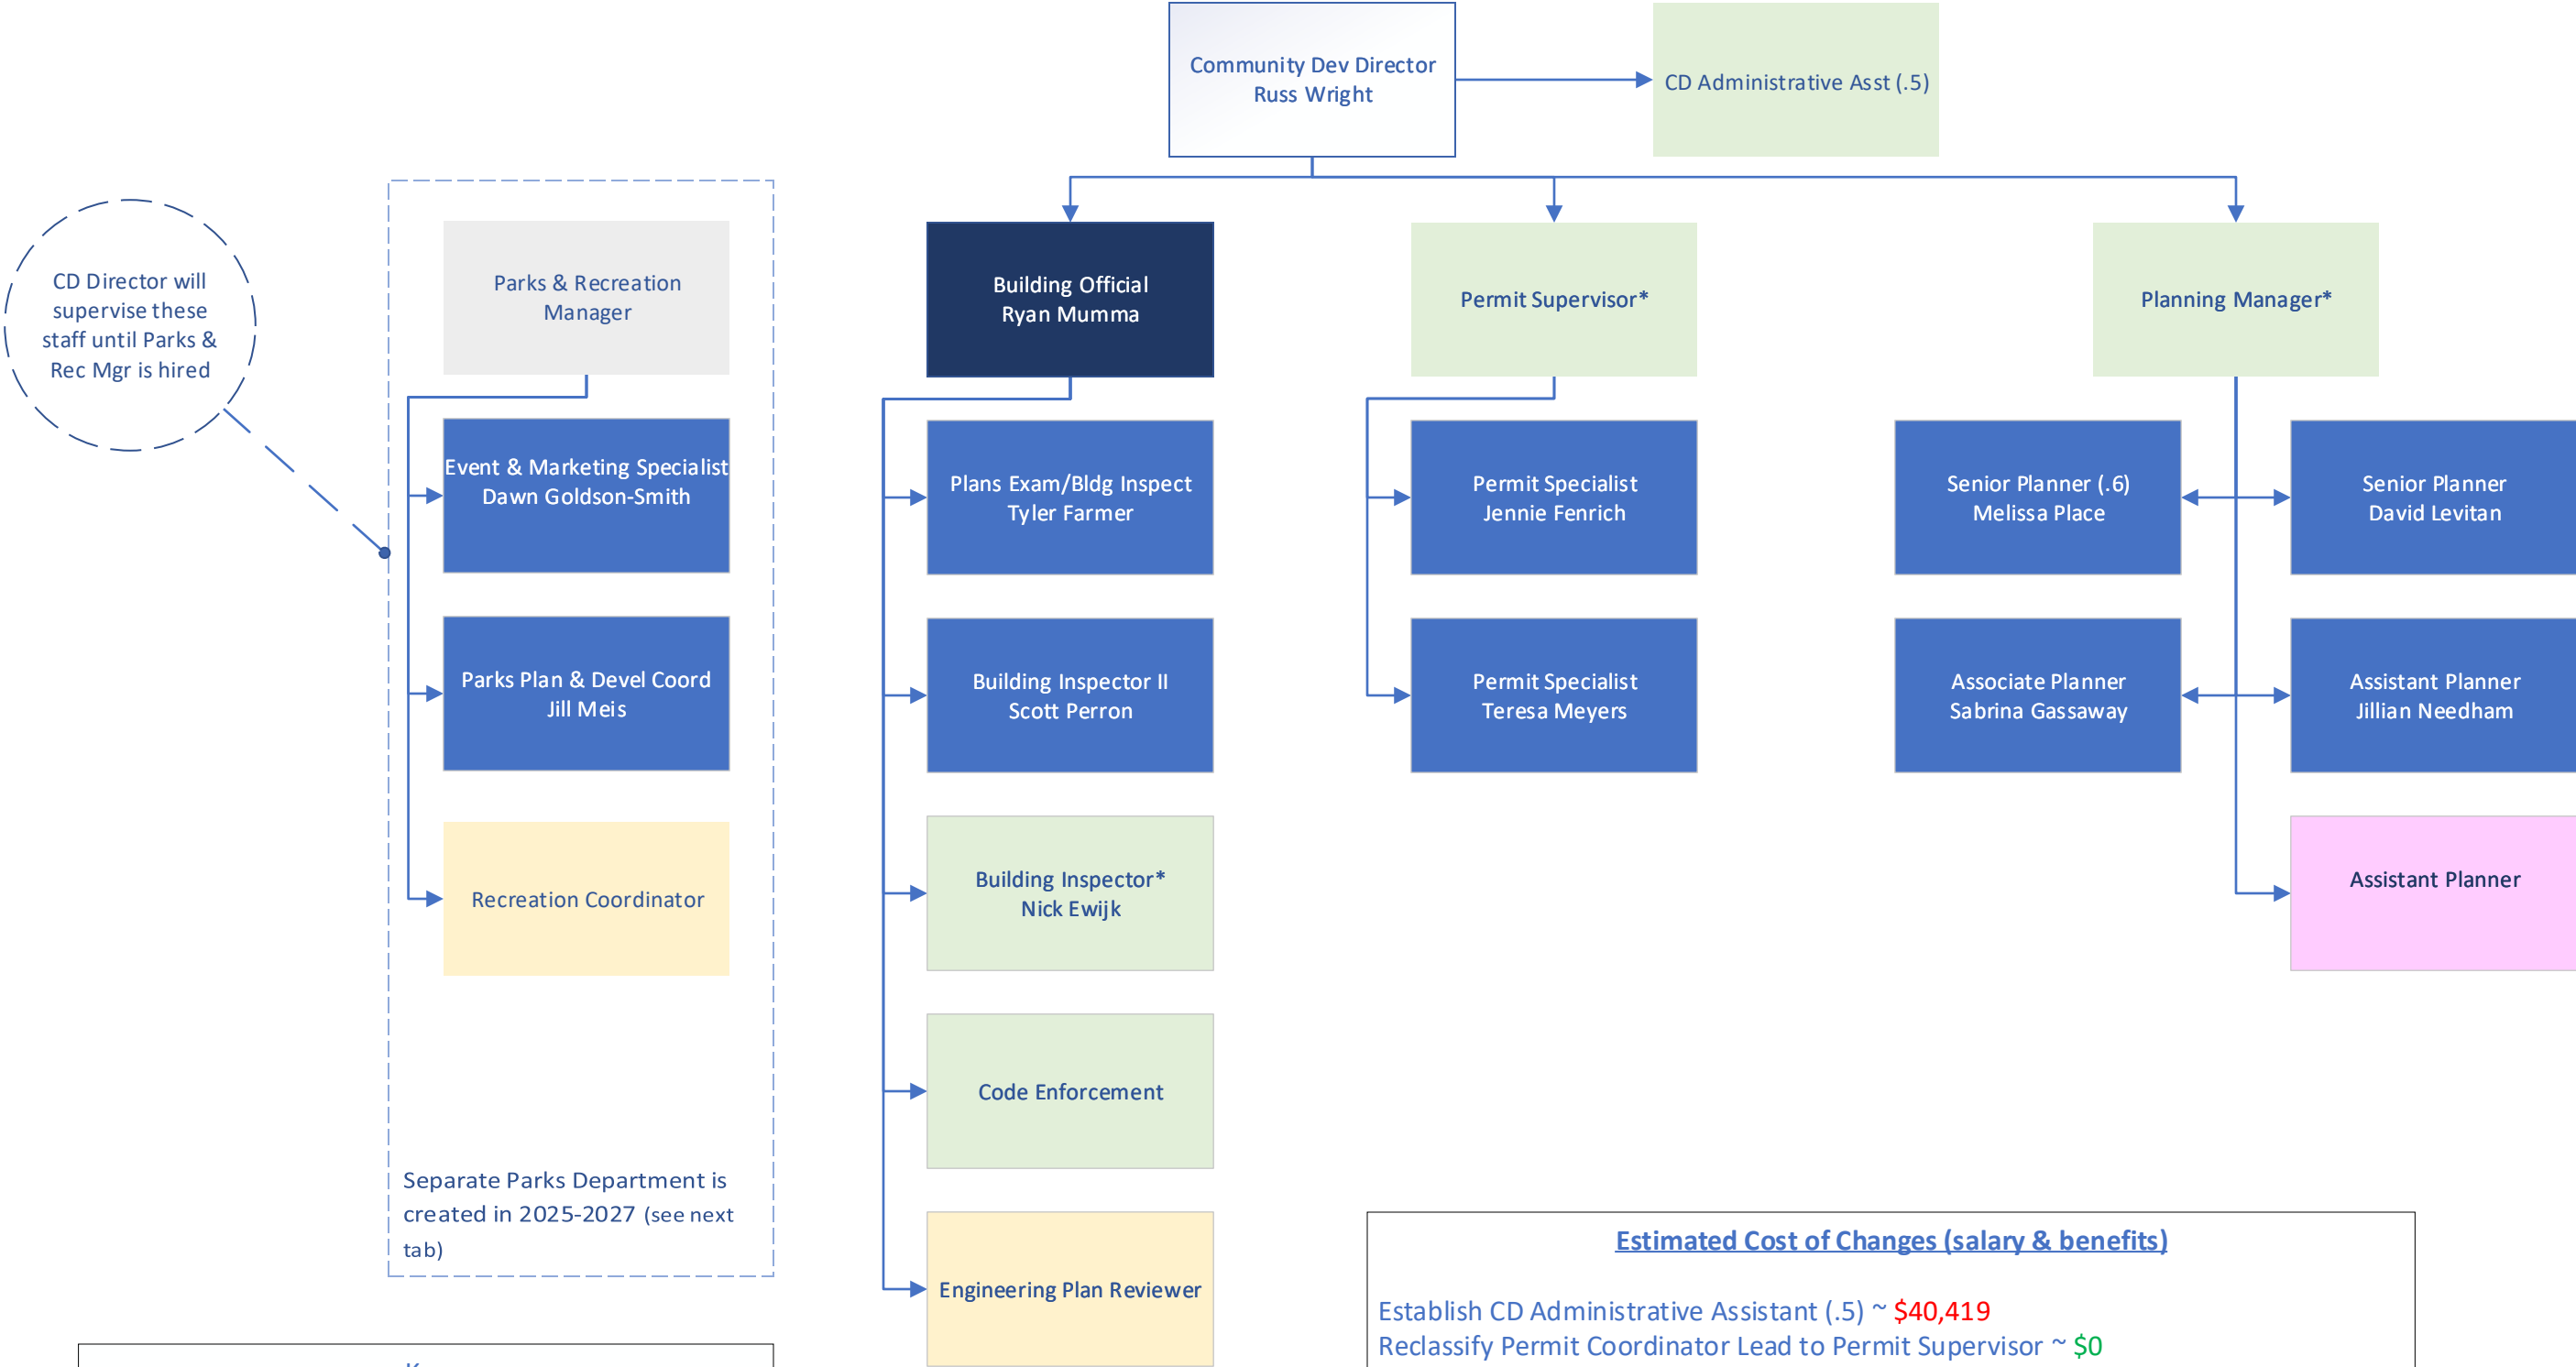 Community Dev Director
Russ Wright
CD Administrative Asst (.5)
CD Director will
supervise these
staff until Parks &
Rec Mgr is hired
Parks & Recreation
Manager
Event & Marketing Specialist
Dawn Goldson-Smith
Parks Plan & Devel Coord
Jill Meis
Recreation Coordinator
Separate Parks Department is
created in 2025-2027 (see next
tab)
Building Official
Ryan Mumma
Plans Exam/Bldg Inspect
Tyler Farmer
Building Inspector II
Scott Perron
Building Inspector*
Nick Ewijk
Code Enforcement
Engineering Plan Reviewer
Permit Supervisor*
Permit Specialist
Jennie Fenrich
Permit Specialist
Teresa Meyers
Planning Manager*
Senior Planner (.6)
Melissa Place
Senior Planner
David Levitan
Associate Planner
Sabrina Gassaway
Assistant Planner
Jillian Needham
Assistant Planner
Estimated Cost of Changes (salary & benefits)
Establish CD Administrative Assistant (.5) ~ $40,419
Reclassify Permit Coordinator Lead to Permit Supervisor ~ $0